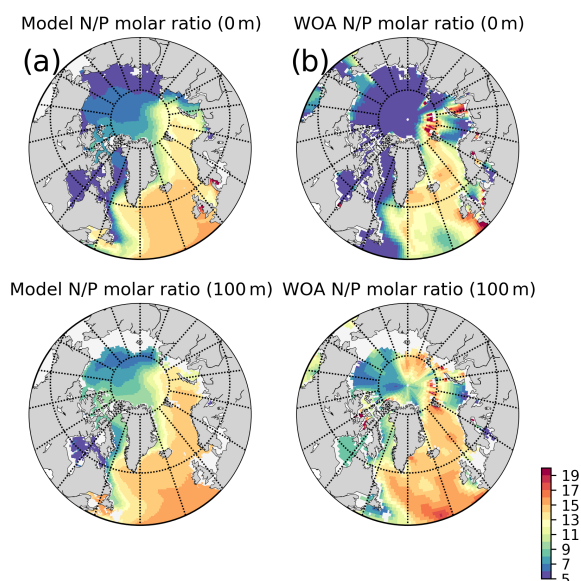 Model N/P molar ratio (0 m)
WOA N/P molar ratio (0 m)
(a)
(b)
Model N/P molar ratio (100 m)
WOA N/P molar ratio (100 m)
19
17
15
13
11
9
7
5